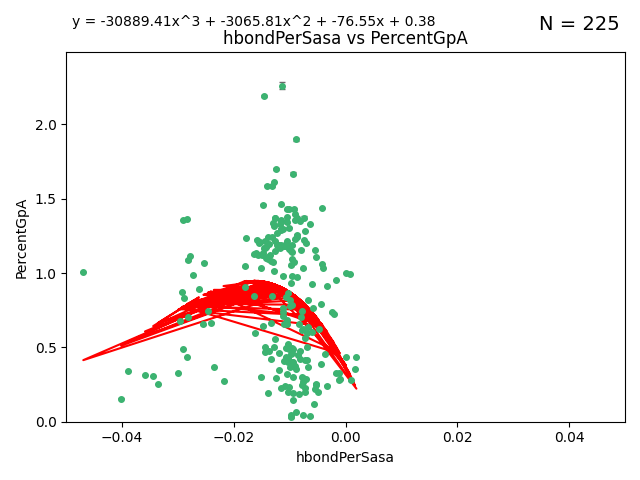 y = -30889.41x^3 + -3065.81x^2 + -76.55x + 0.38
N = 225
hbondPerSasa vs PercentGpA
PercentGpA
2.0
1.5
1.0
0.5
0.0
−0.04 −0.02 0.00 0.02 0.04
hbondPerSasa